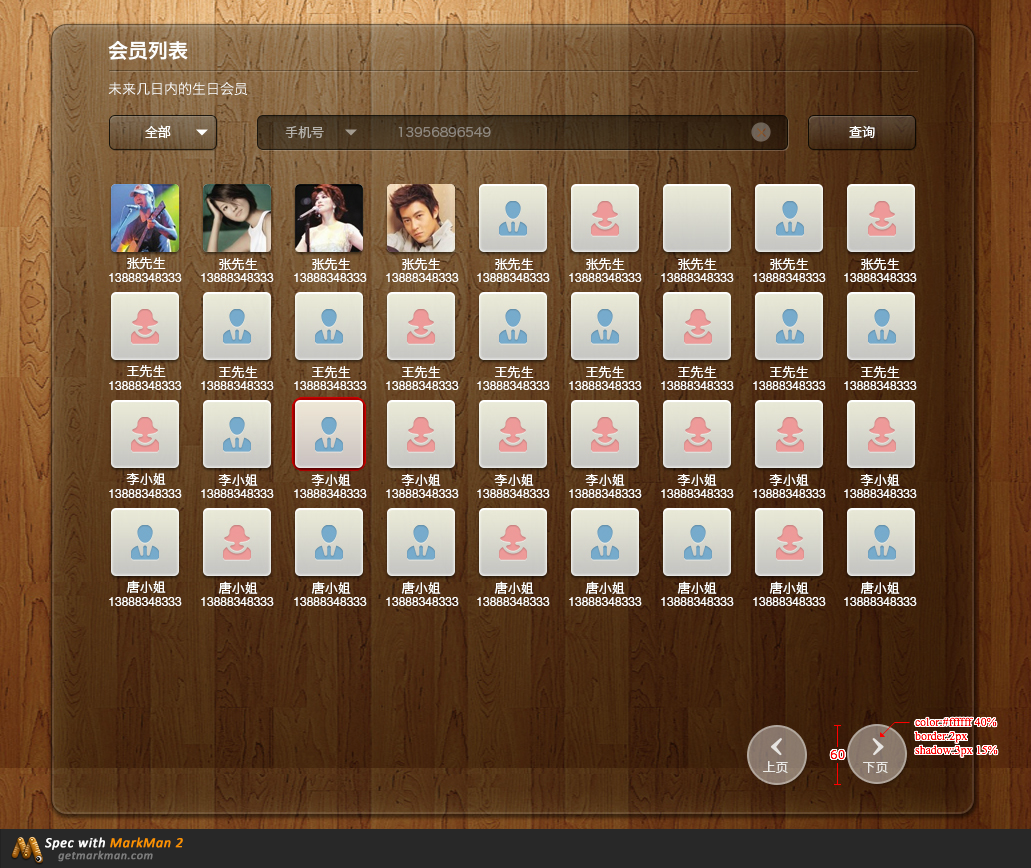 会员列表
未来几日内的生日会员
全部 手机号 13956896549 查询
张先生 张先生 张先生 张先生 张先生 张先生 张先生 张先生 张先生
13888348333 13888348333 13888348333 13888348333 13888348333 13888348333 13888348333 13888348333 13888348333
王先生 王先生 王先生 王先生 王先生 王先生 王先生 王先生 王先生
13888348333 13888348333 13888348333 13888348333 13888348333 13888348333 13888348333 13888348333 13888348333
李小姐 李小姐 李小姐 李小姐 李小姐 李小姐 李小姐 李小姐 李小姐
13888348333 13888348333 13888348333 13888348333 13888348333 13888348333 13888348333 13888348333 13888348333
唐小姐 唐小姐 唐小姐 唐小姐 唐小姐 唐小姐 唐小姐 唐小姐 唐小姐
13888348333 13888348333 13888348333 13888348333 13888348333 13888348333 13888348333 13888348333 13888348333
color:#ffffff 40%
border:2px
shadow:3px 15%
60
上页 下页
Spec with MarkMan 2
getmarkman.com